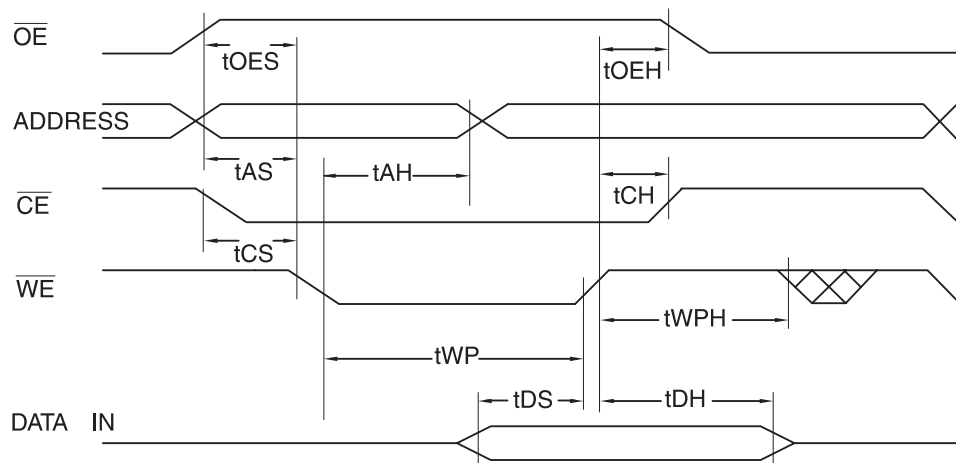 OE
tOES
tOEH
ADDRESS
tAS
tAH
CE
tCH
tCS
WE
tWPH
tWP
tDS
tDH
DATA IN